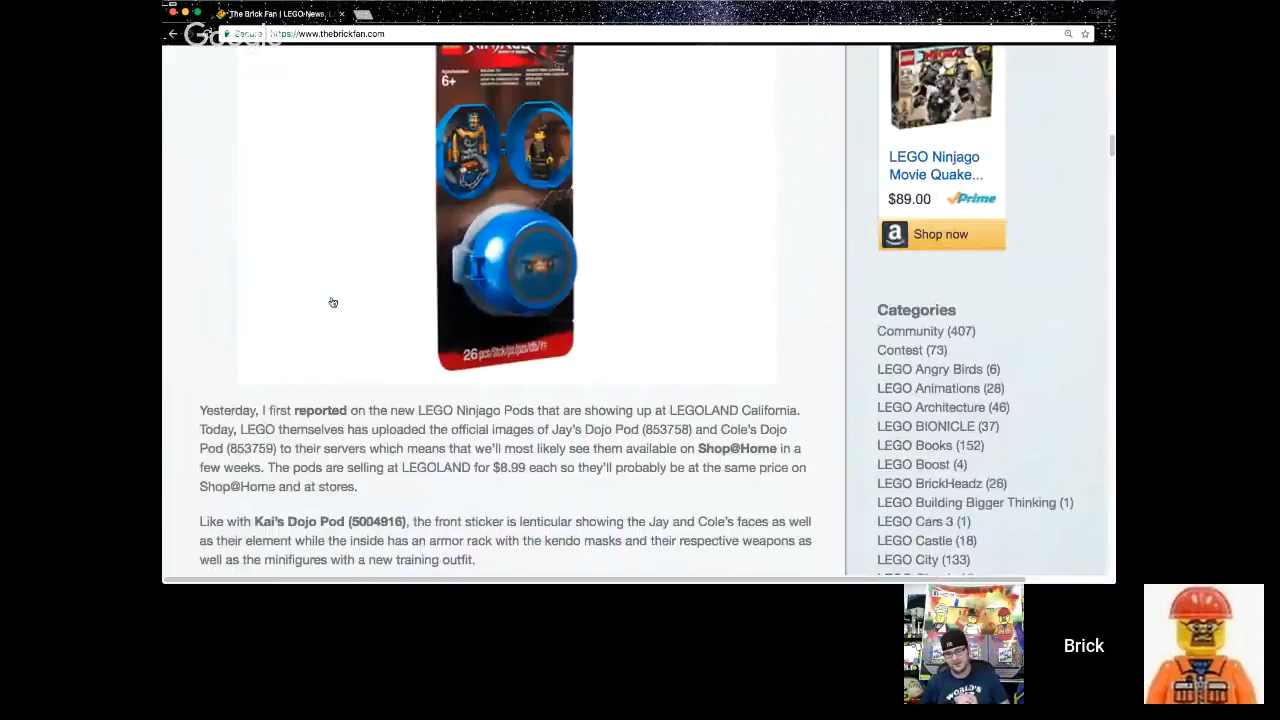 The Brick Fan | LEGO News,
Google
Secure
https://www.thebrickfan.com
NINJAGO
6+
26 pcs
LEGO
LEGO Ninjago
Movie Quake...
$89.00
Prime
a
Shop now
Categories
Community (407)
Contest (73)
LEGO Angry Birds (6)
LEGO Animations (28)
LEGO Architecture (46)
LEGO BIONICLE (37)
LEGO Books (152)
LEGO Boost (4)
LEGO BrickHeadz (26)
LEGO Building Bigger Thinking (1)
LEGO Cars 3 (1)
LEGO Castle (18)
LEGO City (133)
Yesterday, I first reported on the new LEGO Ninjago Pods that are showing up at LEGOLAND California.
Today, LEGO themselves has uploaded the official images of Jay's Dojo Pod (853758) and Cole's Dojo
Pod (853759) to their servers which means that we'll most likely see them available on Shop@Home in a
few weeks. The pods are selling at LEGOLAND for $8.99 each so they'll probably be at the same price on
Shop@Home and at stores.
Like with Kai's Dojo Pod (5004916), the front sticker is lenticular showing the Jay and Cole's faces as well
as their element while the inside has an armor rack with the kendo masks and their respective weapons as
well as the minifigures with a new training outfit.
WORLD'S
Brick